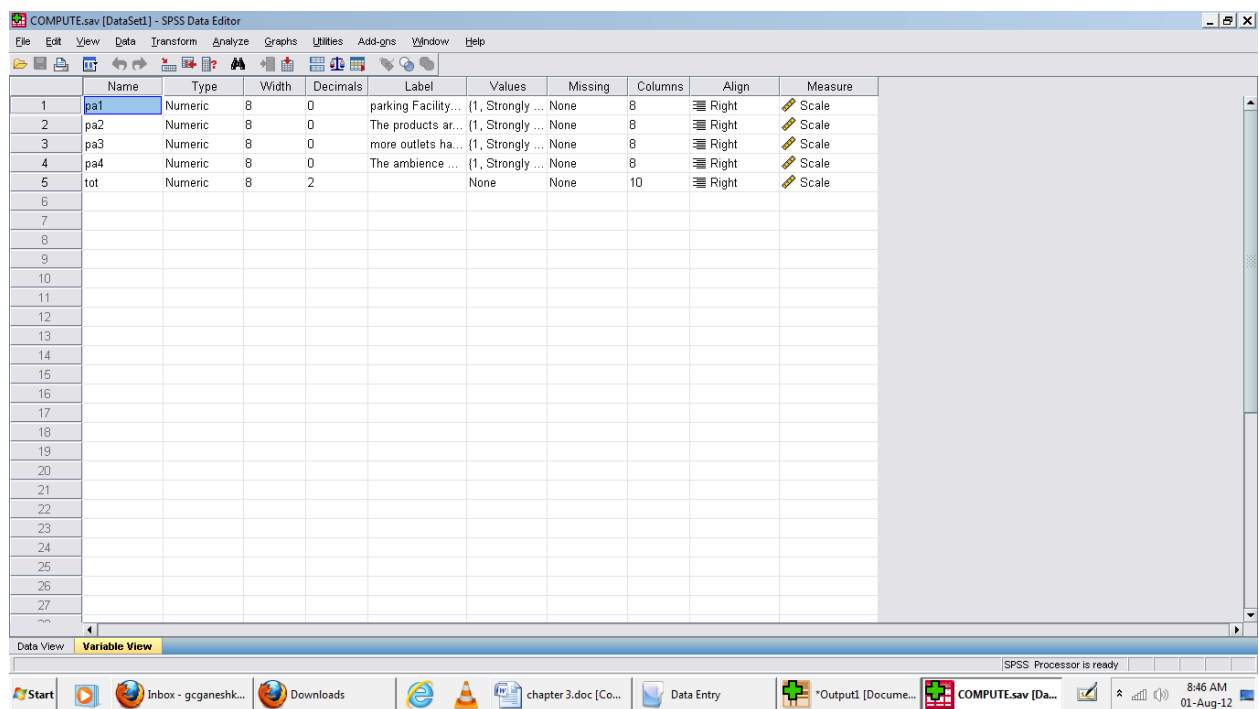 COMPUTE.sav [DataSet1] - SPSS Data Editor
File Edit View Data Transform Analyze Graphs Utilities Add-ons Window Help
Name Type Width Decimals Label Values Missing Columns Align Measure
1 pa1 Numeric 8 0 parking Facility... {1, Strongly ... None 8 Right Scale
2 pa2 Numeric 8 0 The products ar... {1, Strongly ... None 8 Right Scale
3 pa3 Numeric 8 0 more outlets ha... {1, Strongly ... None 8 Right Scale
4 pa4 Numeric 8 0 The ambience ... {1, Strongly ... None 8 Right Scale
5 tot Numeric 8 2 None None 10 Right Scale
6
7
8
9
10
11
12
13
14
15
16
17
18
19
20
21
22
23
24
25
26
27
Data View Variable View
SPSS Processor is ready
Start Inbox - gcganeshk... Downloads chapter 3.doc [Co... Data Entry *Output1 [Docume... COMPUTE.sav [Da... 8:46 AM
01-Aug-12